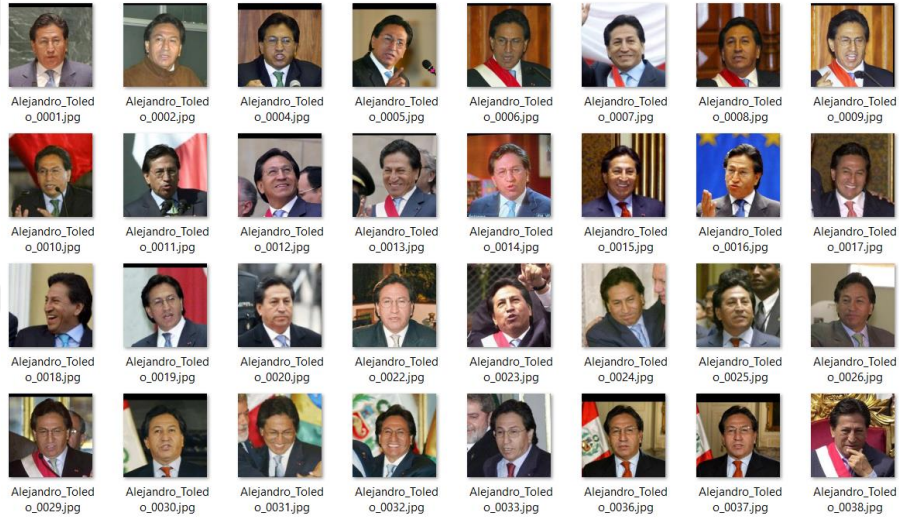 Alejandro_Toled Alejandro_Toled Alejandro_Toled Alejandro_Toled Alejandro_Toled Alejandro_Toled Alejandro_Toled Alejandro_Toled
o_0001.jpg o_0002.jpg o_0004.jpg o_0005.jpg o_0006.jpg o_0007.jpg o_0008.jpg o_0009.jpg
Alejandro_Toled Alejandro_Toled Alejandro_Toled Alejandro_Toled Alejandro_Toled Alejandro_Toled Alejandro_Toled Alejandro_Toled
o_0010.jpg o_0011.jpg o_0012.jpg o_0013.jpg o_0014.jpg o_0015.jpg o_0016.jpg o_0017.jpg
Alejandro_Toled Alejandro_Toled Alejandro_Toled Alejandro_Toled Alejandro_Toled Alejandro_Toled Alejandro_Toled Alejandro_Toled
o_0018.jpg o_0019.jpg o_0020.jpg o_0022.jpg o_0023.jpg o_0024.jpg o_0025.jpg o_0026.jpg
Alejandro_Toled Alejandro_Toled Alejandro_Toled Alejandro_Toled Alejandro_Toled Alejandro_Toled Alejandro_Toled Alejandro_Toled
o_0029.jpg o_0030.jpg o_0031.jpg o_0032.jpg o_0033.jpg o_0036.jpg o_0037.jpg o_0038.jpg